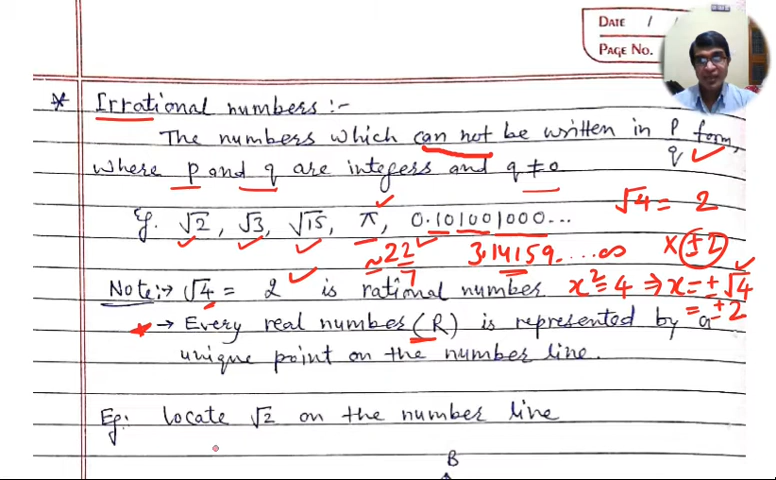 DATE / /
PAGE NO.
* Irrational numbers :-
The numbers which can not be written in p/q form,
where p and q are integers and q ≠ 0
Eg. √2, √3, √15, π, 0.101001000...
√4 = 2
≈ 22/7 3.14159.....∞ × ±2
Note:→ √4 = 2 is rational number x² = 4 ⇒ x = ±√4
= ±2
→ Every real number (R) is represented by a
unique point on the number line.
Eg: Locate √2 on the number line
B